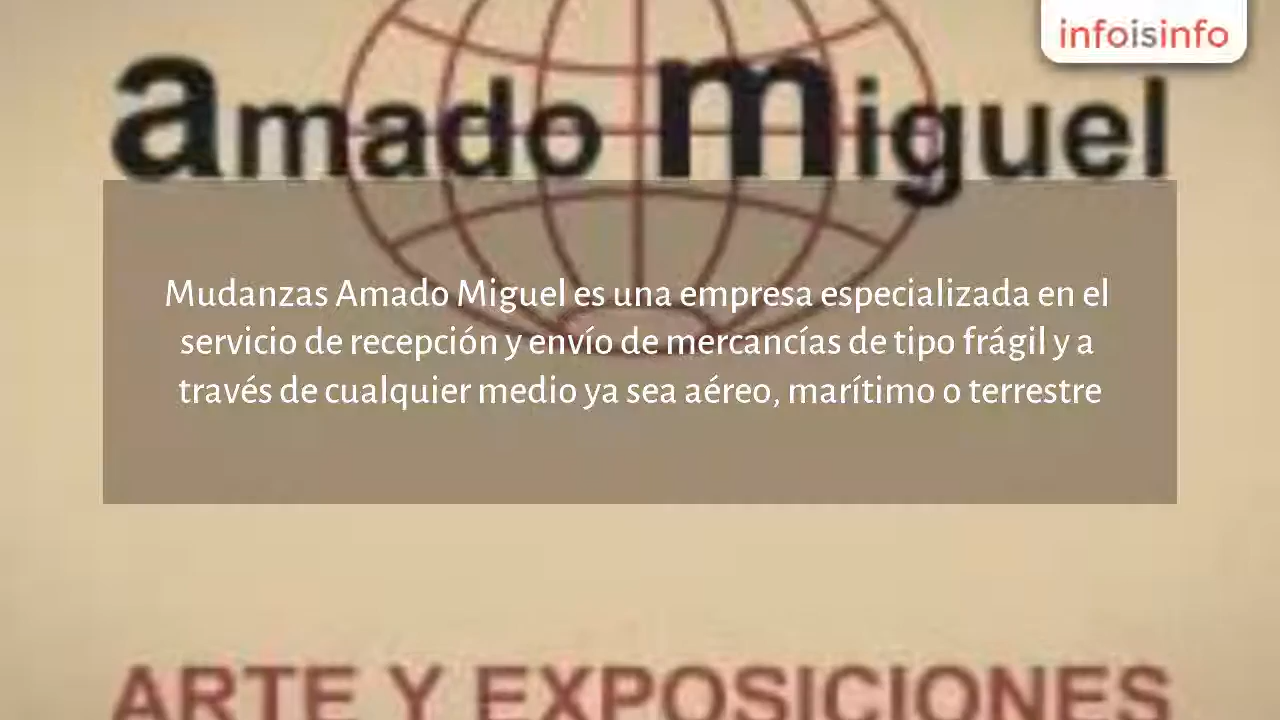 infoisinfo
amado miguel
Mudanzas Amado Miguel es una empresa especializada en el
servicio de recepción y envío de mercancías de tipo frágil y a
través de cualquier medio ya sea aéreo, marítimo o terrestre
ARTE Y EXPOSICIONES